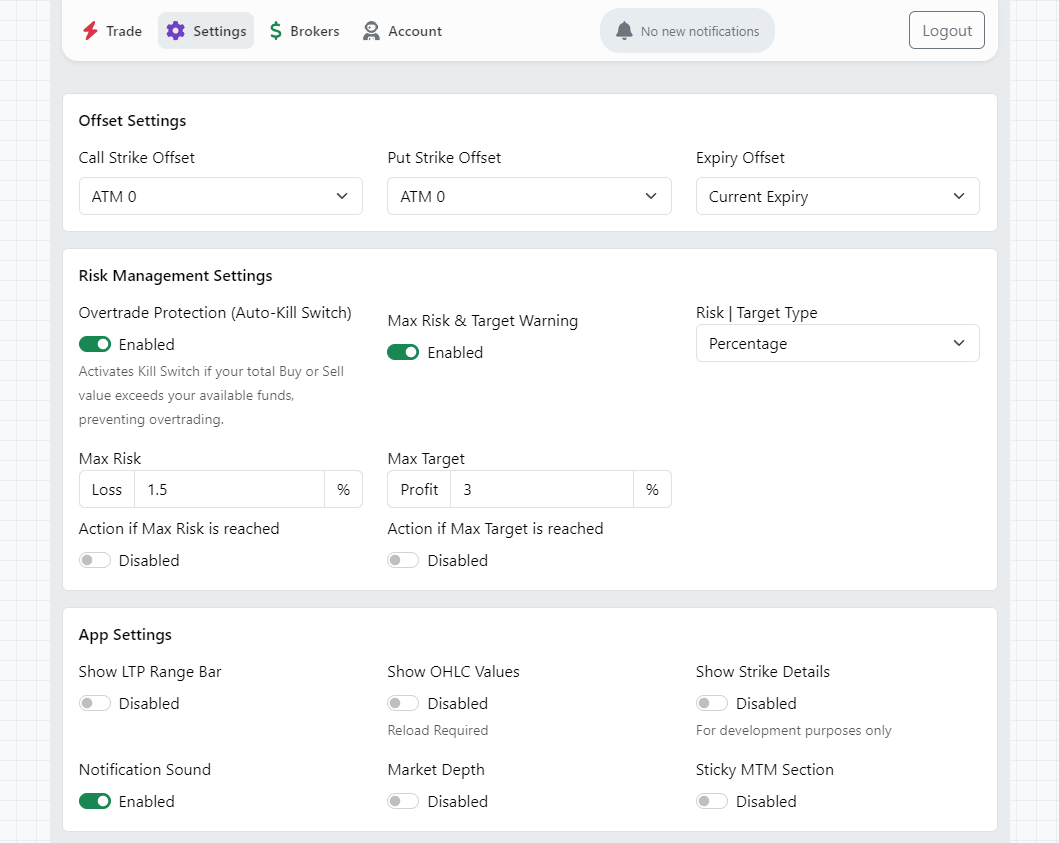 Trade Settings Brokers Account No new notifications Logout
Offset Settings
Call Strike Offset Put Strike Offset Expiry Offset
ATM 0 ATM 0 Current Expiry
Risk Management Settings
Overtrade Protection (Auto-Kill Switch) Max Risk & Target Warning Risk | Target Type
Enabled Enabled Percentage
Activates Kill Switch if your total Buy or Sell
value exceeds your available funds,
preventing overtrading.
Max Risk Max Target
Loss 1.5 % Profit 3 %
Action if Max Risk is reached Action if Max Target is reached
Disabled Disabled
App Settings
Show LTP Range Bar Show OHLC Values Show Strike Details
Disabled Disabled Disabled
Reload Required For development purposes only
Notification Sound Market Depth Sticky MTM Section
Enabled Disabled Disabled